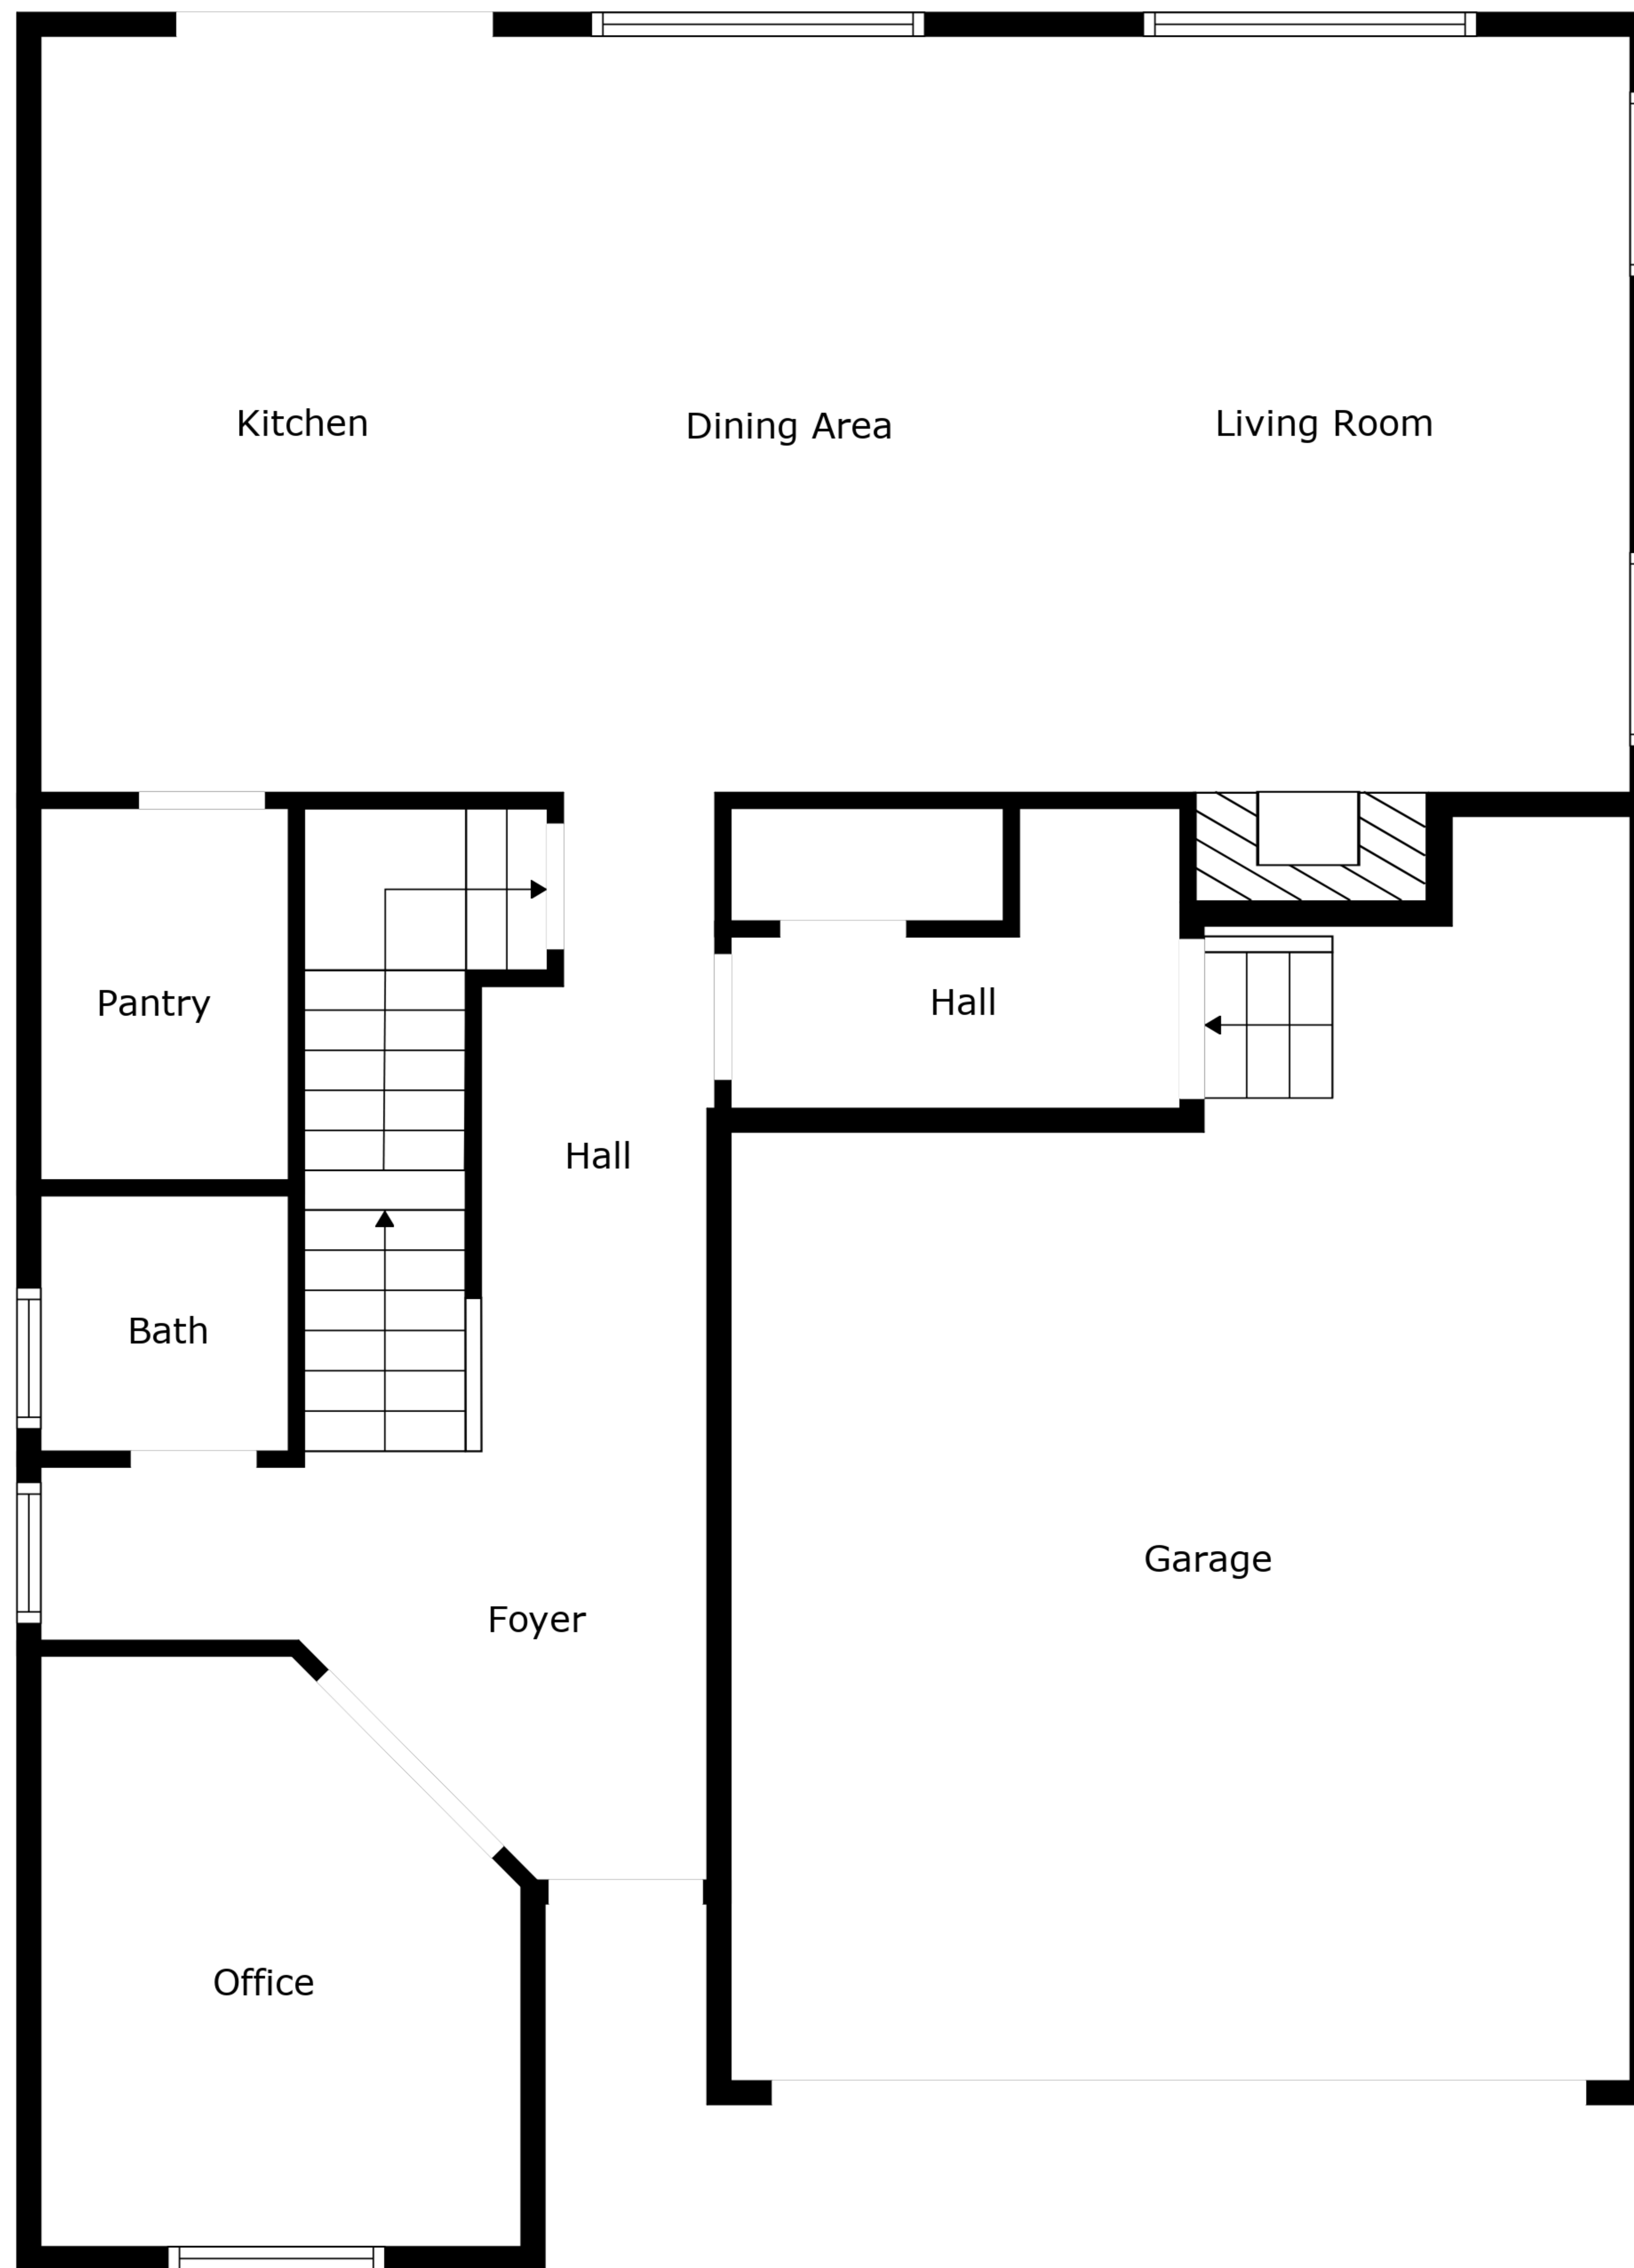 Kitchen
Dining Area
Living Room
Pantry
Hall
Hall
Bath
Garage
Foyer
Office